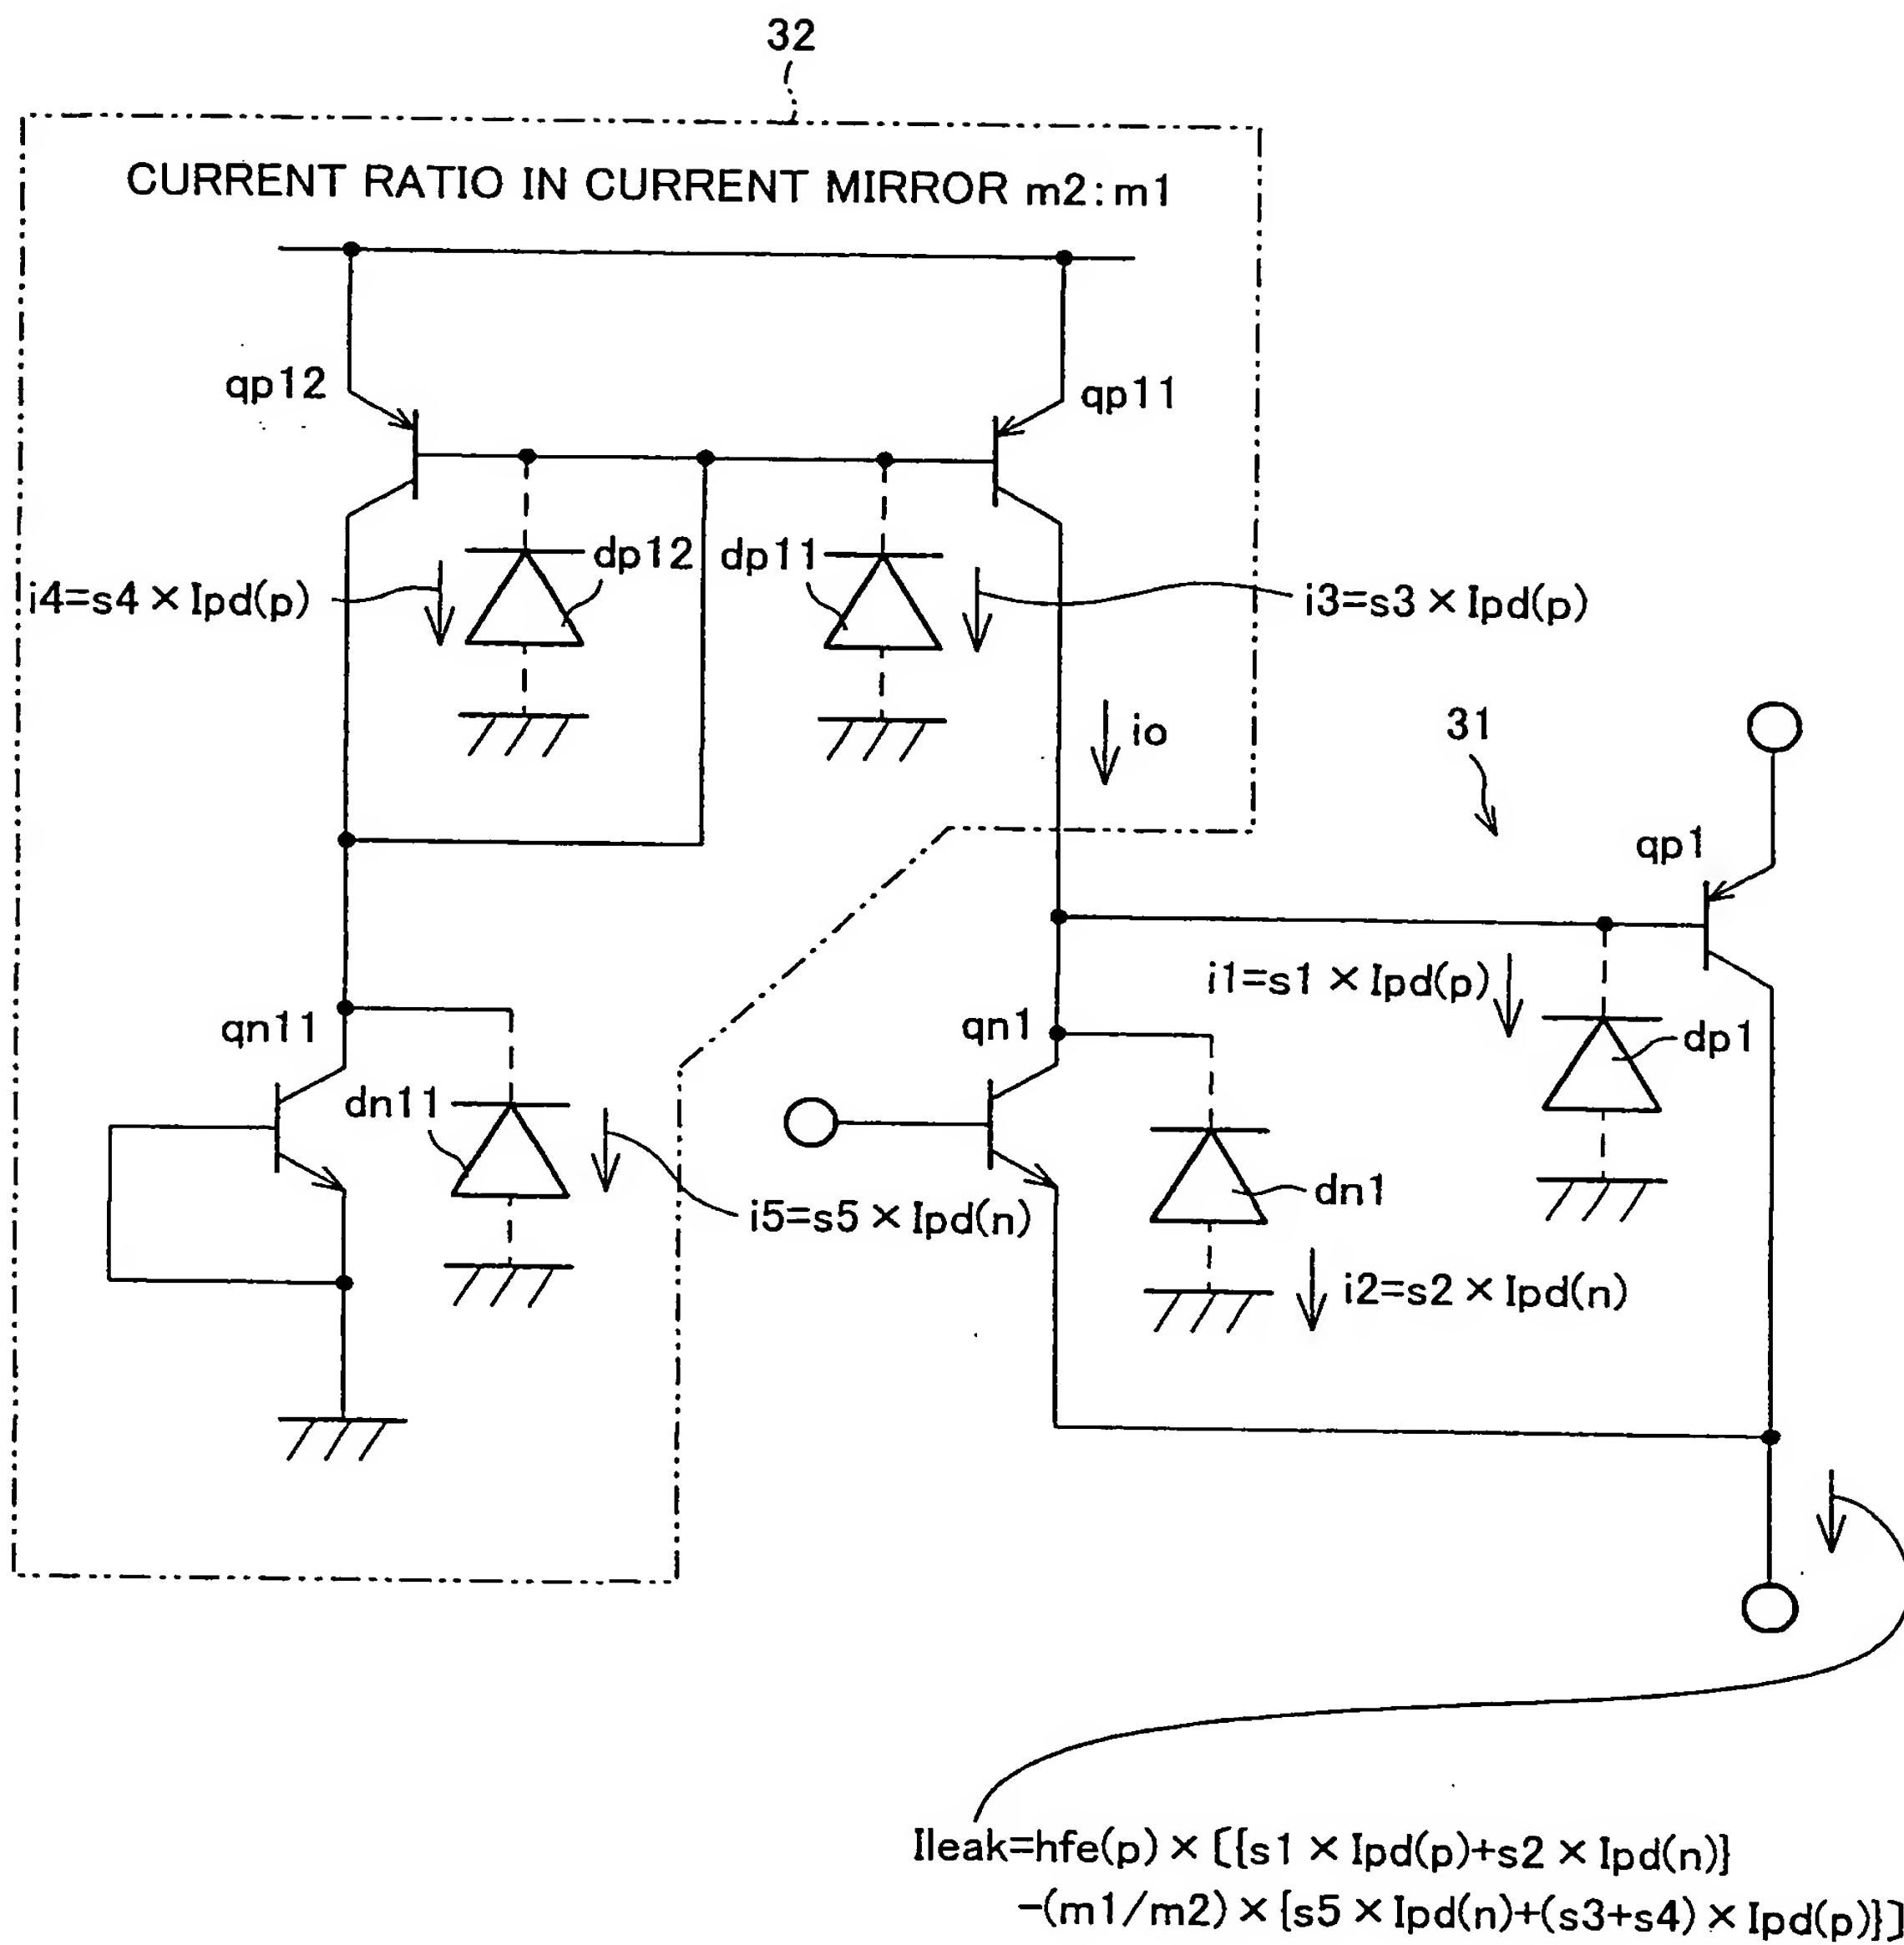 32
CURRENT RATIO IN CURRENT MIRROR m2:m1
qp12
qp11
dp12
dp11
i4=s4×Ipd(p)
i3=s3×Ipd(p)
io
31
qp1
i1=s1×Ipd(p)
qn11
qn1
dp1
dn11
dn1
i5=s5×Ipd(n)
i2=s2×Ipd(n)
Ileak=hfe(p)×[{s1×Ipd(p)+s2×Ipd(n)}
-(m1/m2)×{s5×Ipd(n)+(s3+s4)×Ipd(p)}]